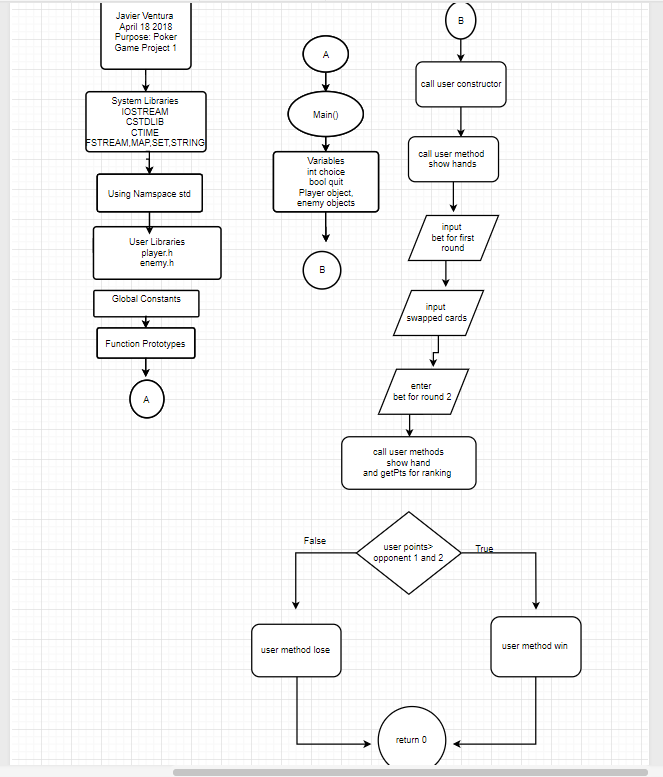 Javier Ventura
April 18 2018
Purpose: Poker
Game Project 1
System Libraries
IOSTREAM
CSTDLIB
CTIME
FSTREAM,MAP,SET,STRING
Using Namspace std
User Libraries
player.h
enemy.h
Global Constants
Function Prototypes
A
A
Main()
Variables
int choice
bool quit
Player object,
enemy objects
B
B
call user constructor
call user method
show hands
input
bet for first
round
input
swapped cards
enter
bet for round 2
call user methods
show hand
and getPts for ranking
user points>
opponent 1 and 2
False
True
user method lose
user method win
return 0